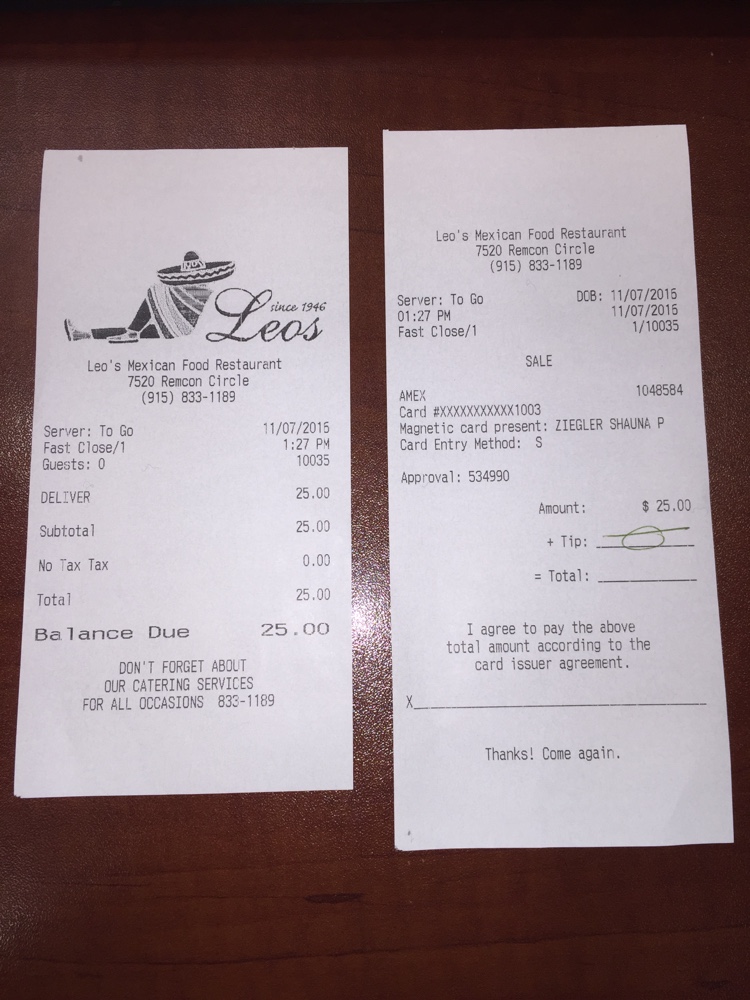 since 1946
Leos
Leo's Mexican Food Restaurant
7520 Remcon Circle
(915) 833-1189
Server: To Go 11/07/2015
Fast Close/1 1:27 PM
Guests: 0 10035
DELIVER 25.00
Subtotal 25.00
No Tax Tax 0.00
Total 25.00
Balance Due 25.00
DON'T FORGET ABOUT
OUR CATERING SERVICES
FOR ALL OCCASIONS 833-1189
Leo's Mexican Food Restaurant
7520 Remcon Circle
(915) 833-1189
Server: To Go DOB: 11/07/2015
01:27 PM 11/07/2015
Fast Close/1 1/10035
SALE
AMEX 1048584
Card #XXXXXXXXXXX1003
Magnetic card present: ZIEGLER SHAUNA P
Card Entry Method: S
Approval: 534990
Amount: $ 25.00
+ Tip:
= Total:
I agree to pay the above
total amount according to the
card issuer agreement.
X
Thanks! Come again.